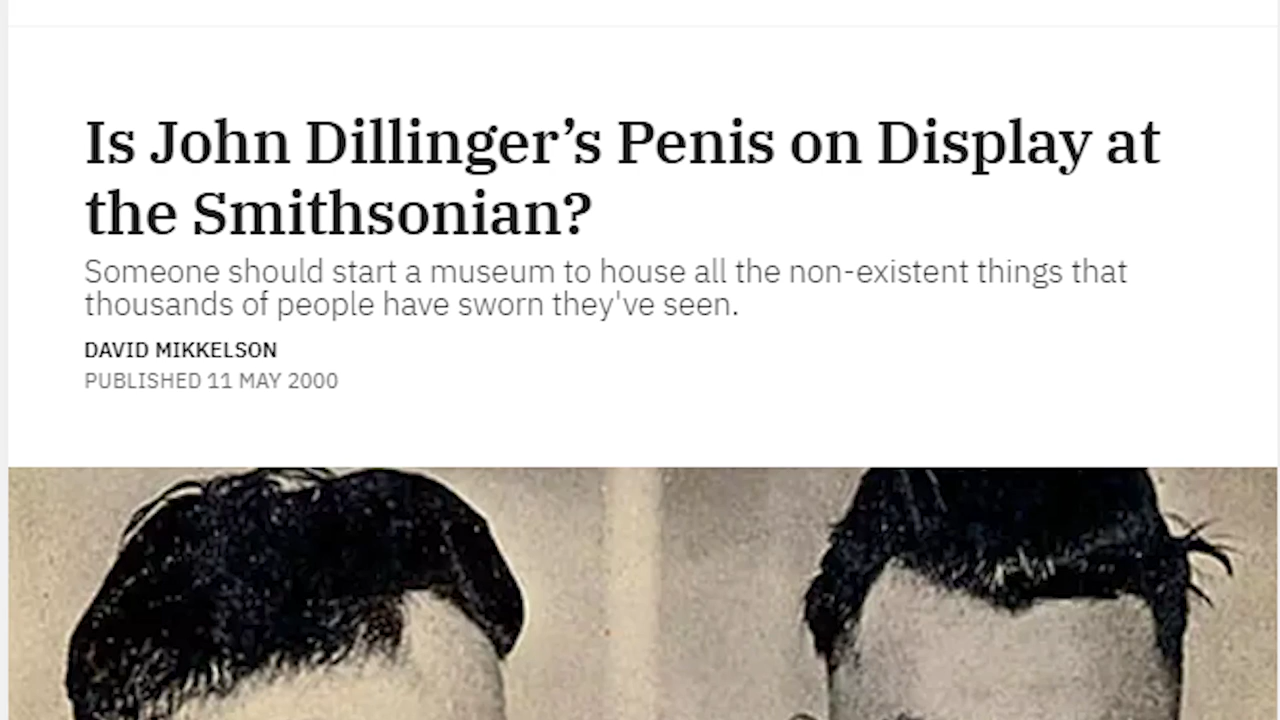 Is John Dillinger’s Penis on Display at
the Smithsonian?
Someone should start a museum to house all the non-existent things that
thousands of people have sworn they've seen.
DAVID MIKKELSON
PUBLISHED 11 MAY 2000